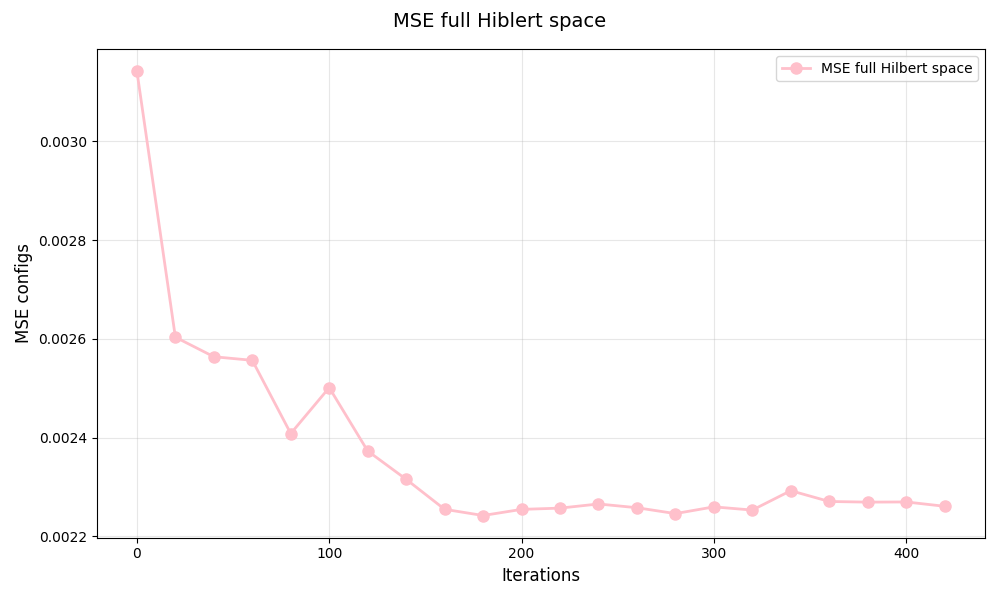 MSE full Hiblert space
MSE full Hilbert space
MSE configs
0.0030
0.0028
0.0026
0.0024
0.0022
0 100 200 300 400
Iterations